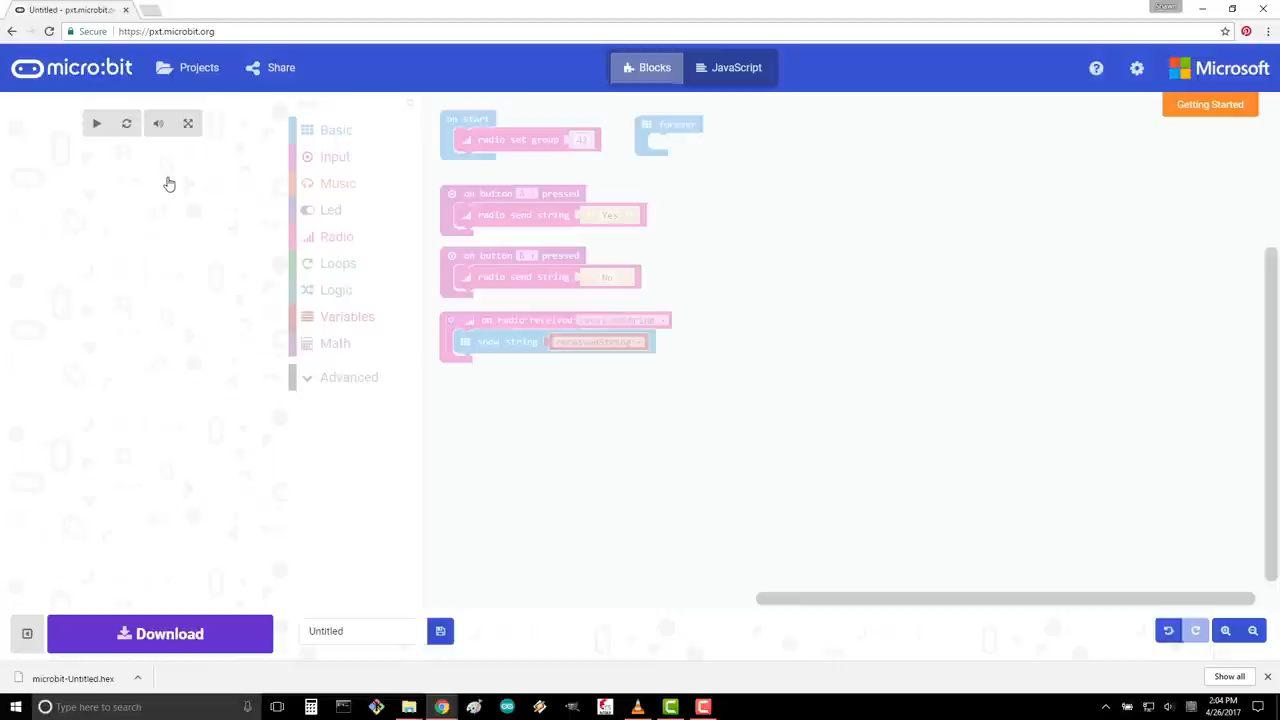 Untitled - pxt.microbit.o
Secure
https://pxt.microbit.org
micro:bit
Projects
Share
Blocks
JavaScript
Microsoft
Getting Started
Basic
Input
Music
Led
Radio
Loops
Logic
Variables
Math
Advanced
on start
radio set group
forever
on button A pressed
radio send string Yes
on button B pressed
radio send string No
on radio received receivedString
show string receivedString
Download
Untitled
microbit-Untitled.hex
Show all
Type here to search
2:04 PM
4/26/2017